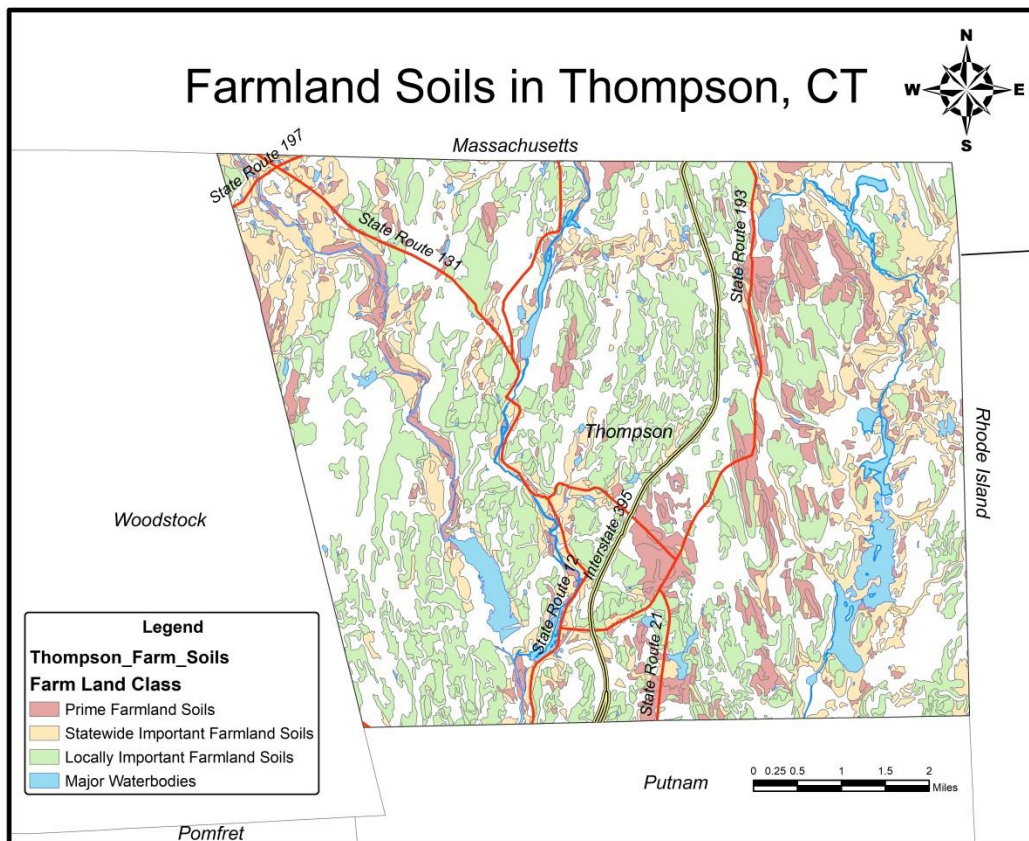 Farmland Soils in Thompson, CT
N
W
E
S
Massachusetts
State Route 197
State Route 131
State Route 193
Thompson
Rhode Island
Woodstock
Interstate 395
State Route 12
State Route 21
Legend
Thompson_Farm_Soils
Farm Land Class
Prime Farmland Soils
Statewide Important Farmland Soils
Locally Important Farmland Soils
Major Waterbodies
Putnam
0 0.25 0.5 1 1.5 2
Miles
Pomfret